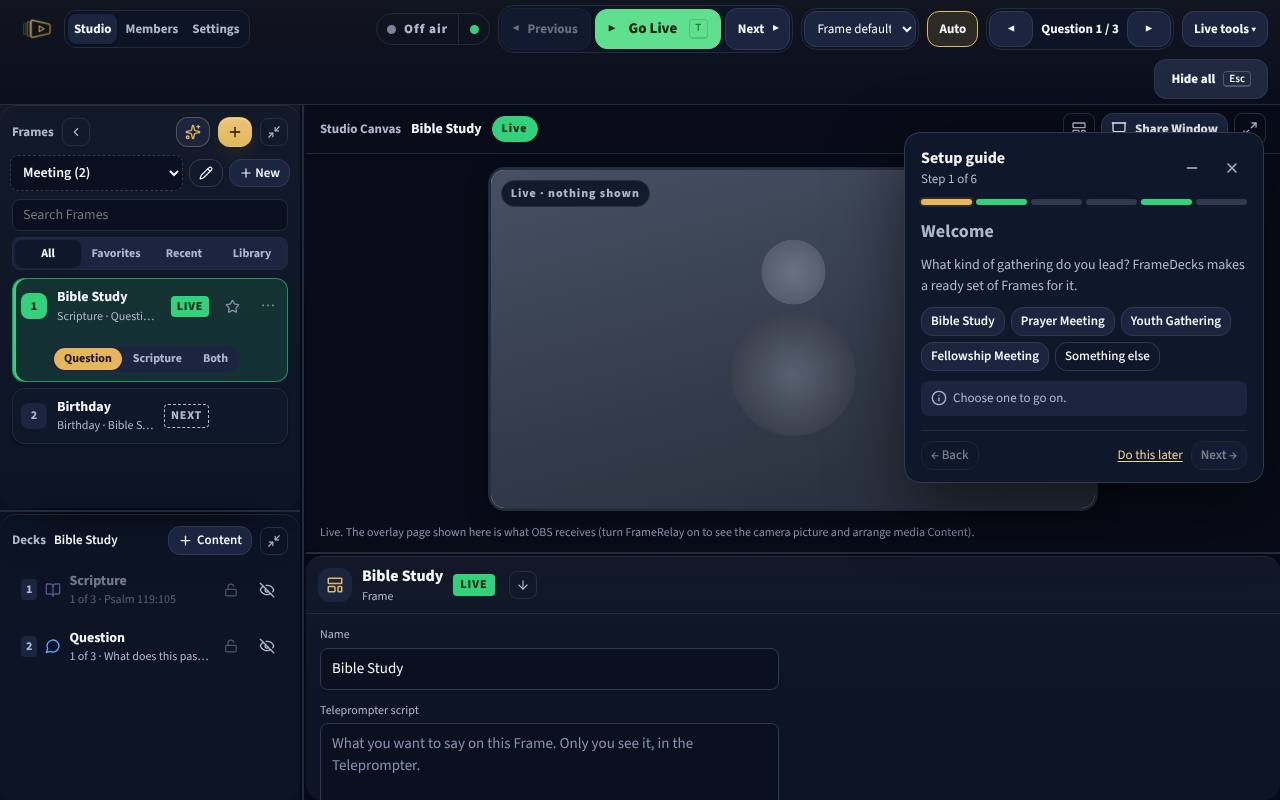 Studio Members Settings
Off air
◄ Previous
► Go Live T
Next ►
Frame default
Auto
◄ Question 1 / 3 ►
Live tools ▾
Hide all Esc
Frames
Meeting (2)
+ New
Search Frames
All Favorites Recent Library
1
Bible Study
Scripture · Questi…
LIVE
···
Question Scripture Both
2
Birthday
Birthday · Bible S…
NEXT
Decks Bible Study
+ Content
1
Scripture
1 of 3 · Psalm 119:105
2
Question
1 of 3 · What does this pas…
Studio Canvas Bible Study Live
Share Window
Live · nothing shown
Live. The overlay page shown here is what OBS receives (turn FrameRelay on to see the camera picture and arrange media Content).
Setup guide
Step 1 of 6
Welcome
What kind of gathering do you lead? FrameDecks makes
a ready set of Frames for it.
Bible Study Prayer Meeting Youth Gathering
Fellowship Meeting Something else
Choose one to go on.
← Back
Do this later
Next →
Bible Study
Frame
LIVE
Name
Bible Study
Teleprompter script
What you want to say on this Frame. Only you see it, in the
Teleprompter.